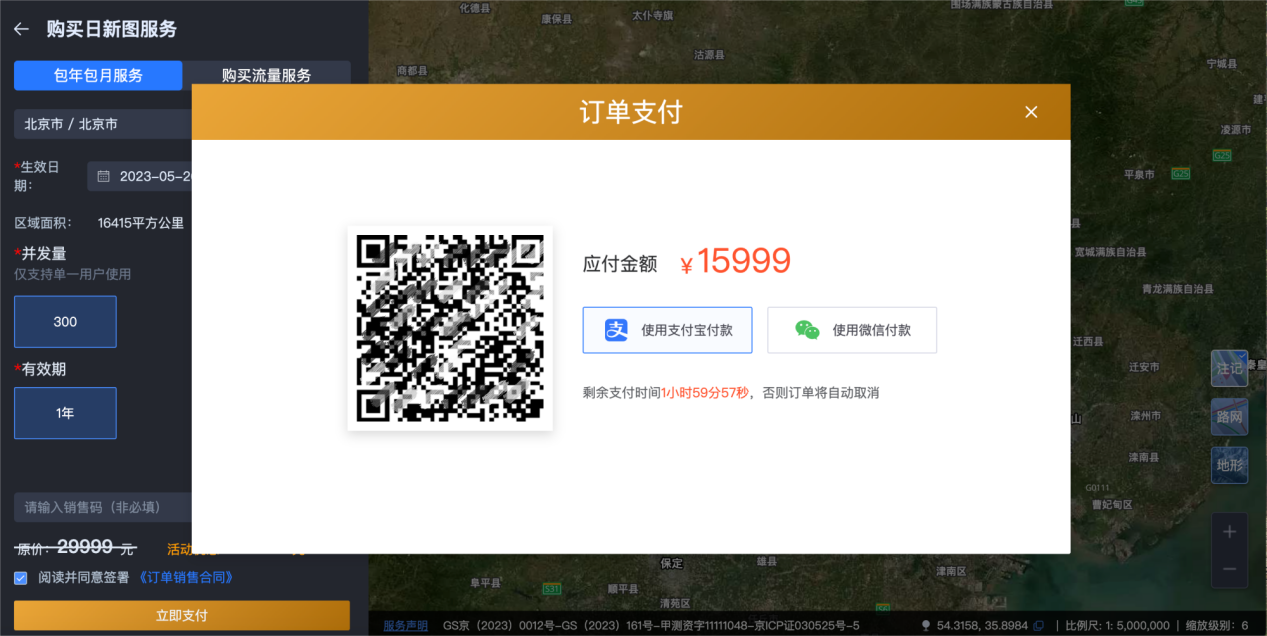 购买日新图服务
包年包月服务
购买流量服务
北京市 / 北京市
*生效日期：
2023-05-2
区域面积：
16415平方公里
*并发量
仅支持单一用户使用
300
*有效期
1年
请输入销售码（非必填）
原价：29999 元
活动
阅读并同意签署《订单销售合同》
立即支付
订单支付
应付金额 ¥15999
使用支付宝付款
使用微信付款
剩余支付时间1小时59分57秒，否则订单将自动取消
化德县
康保县
太仆寺旗
围场满族蒙古族自治县
沽源县
商都县
宁城县
凌源市
G25
平泉市
G25
宽城满族自治县
青龙满族自治县
迁西县
迁安市
滦州市
滦南县
G0111
曹妃甸区
注记
路网
地形
保定
雄县
津南区
阜平县
S31
顺平县
清苑区
服务声明
GS京（2023）0012号-GS（2023）161号-甲测资字11111048-京ICP证030525号-5
54.3158, 35.8984
比例尺: 1: 5,000,000
缩放级别：6